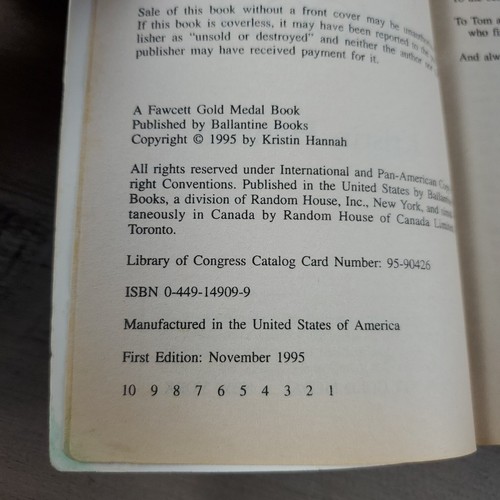 Sale of this book without a front cover may be
If this book is coverless, it may have been reported to the
lisher as "unsold or destroyed" and neither the author nor
publisher may have received payment for it.
A Fawcett Gold Medal Book
Published by Ballantine Books
Copyright © 1995 by Kristin Hannah
All rights reserved under International and Pan-American
right Conventions. Published in the United States by
Books, a division of Random House, Inc., New York, and
taneously in Canada by Random House of Canada
Toronto.
Library of Congress Catalog Card Number: 95-90426
ISBN 0-449-14909-9
Manufactured in the United States of America
First Edition: November 1995
10 9 8 7 6 5 4 3 2 1
To Tom
who
And